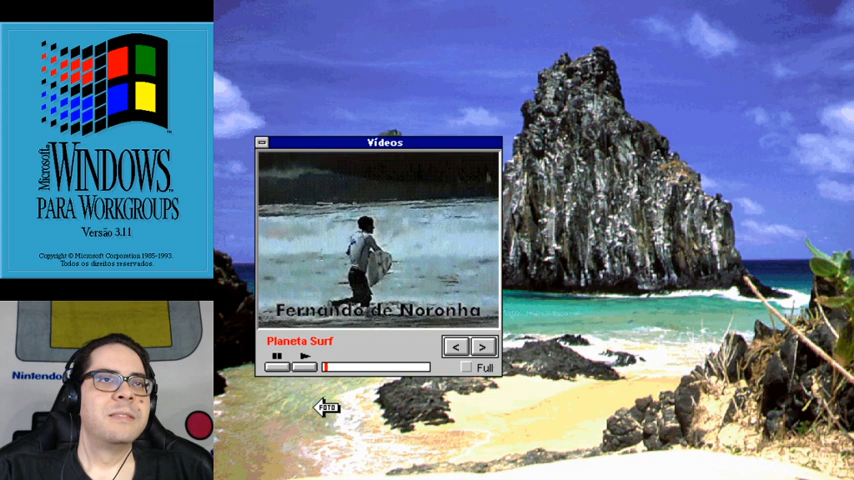 Microsoft
WINDOWS
PARA WORKGROUPS
Versão 3.11
Copyright © Microsoft Corporation 1985-1993.
Todos os direitos reservados.
Nintendo
Vídeos
Fernando de Noronha
Planeta Surf
< >
Full
FOTO